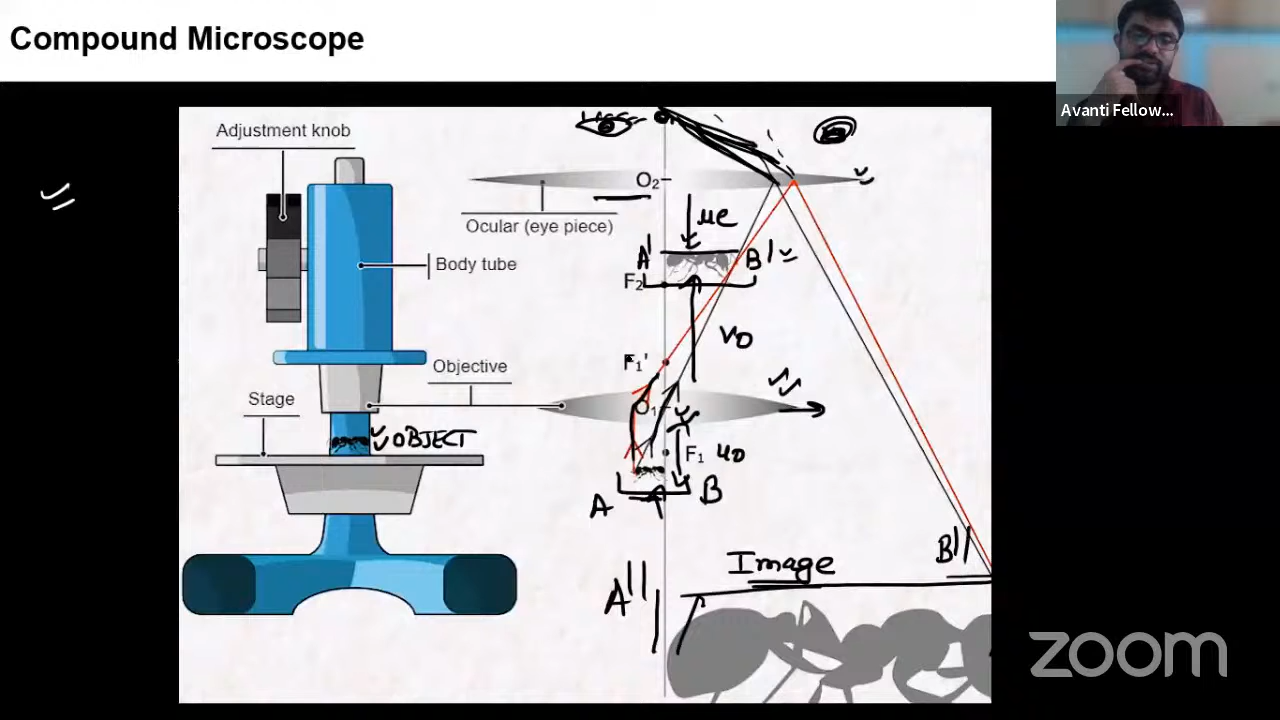 Compound Microscope
Avanti Fellow...
Adjustment knob
O₂
Ocular (eye piece)
ue
A' B'
Body tube
F₂
vo
F₁'
Objective
Stage
O₁
OBJECT
F₁ uo
A B
Image
B''
A''
zoom